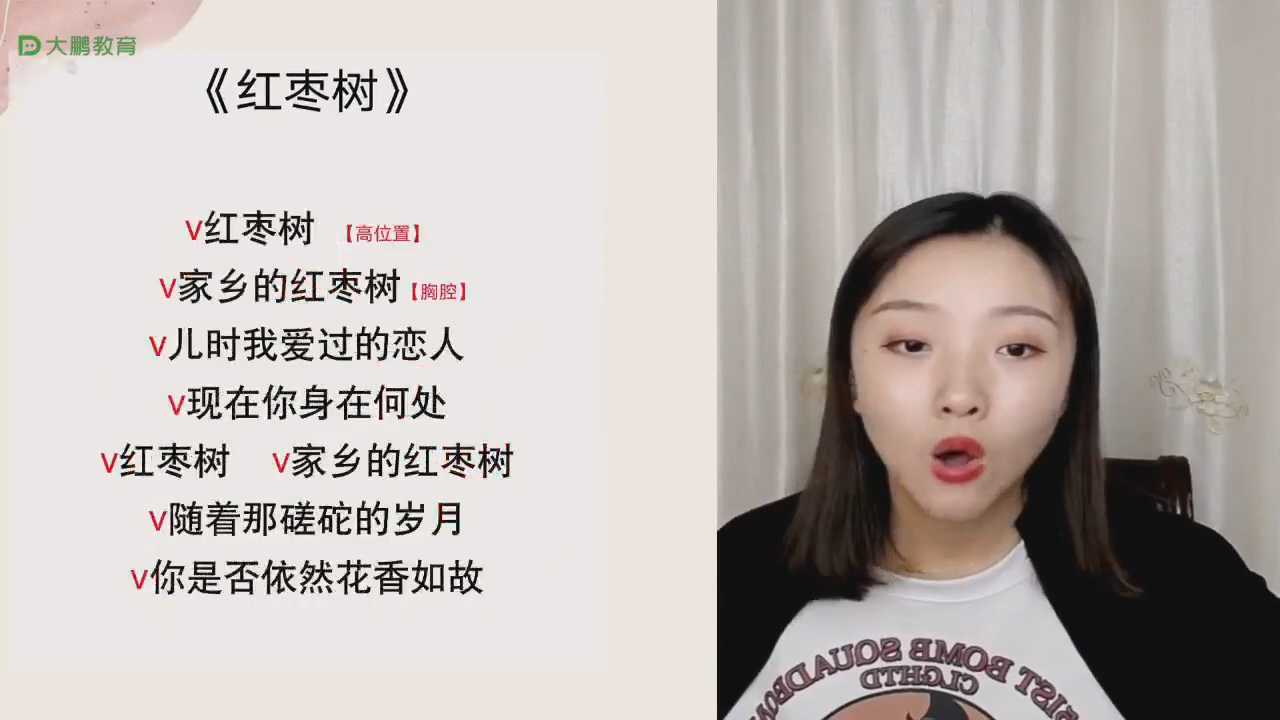 大鹏教育
《红枣树》
v红枣树 【高位置】
v家乡的红枣树【胸腔】
v儿时我爱过的恋人
v现在你身在何处
v红枣树 v家乡的红枣树
v随着那磋砣的岁月
v你是否依然花香如故
BOMB SQUAD
CLGHTD